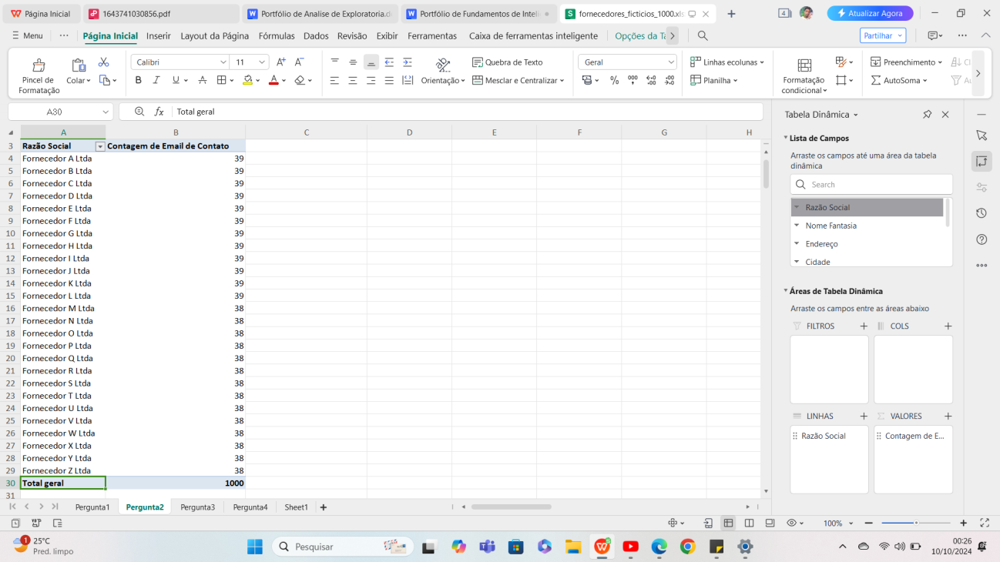 Página Inicial
1643741030856.pdf
Portfólio de Analise de Exploratoria.d
Portfólio de Fundamentos de Inteli
fornecedores_ficticios_1000.xls
4
Atualizar Agora
Menu
Página Inicial
Inserir
Layout da Página
Fórmulas
Dados
Revisão
Exibir
Ferramentas
Caixa de ferramentas inteligente
Opções da Ta
Partilhar
Pincel de
Formatação
Colar
Calibri
11
Quebra de Texto
Orientação
Mesclar e Centralizar
Geral
Linhas ecolunas
Planilha
Formatação
condicional
Preenchimento
AutoSoma
A30
Total geral
A B C D E F G H
3 Razão Social Contagem de Email de Contato
4 Fornecedor A Ltda 39
5 Fornecedor B Ltda 39
6 Fornecedor C Ltda 39
7 Fornecedor D Ltda 39
8 Fornecedor E Ltda 39
9 Fornecedor F Ltda 39
10 Fornecedor G Ltda 39
11 Fornecedor H Ltda 39
12 Fornecedor I Ltda 39
13 Fornecedor J Ltda 39
14 Fornecedor K Ltda 39
15 Fornecedor L Ltda 39
16 Fornecedor M Ltda 38
17 Fornecedor N Ltda 38
18 Fornecedor O Ltda 38
19 Fornecedor P Ltda 38
20 Fornecedor Q Ltda 38
21 Fornecedor R Ltda 38
22 Fornecedor S Ltda 38
23 Fornecedor T Ltda 38
24 Fornecedor U Ltda 38
25 Fornecedor V Ltda 38
26 Fornecedor W Ltda 38
27 Fornecedor X Ltda 38
28 Fornecedor Y Ltda 38
29 Fornecedor Z Ltda 38
30 Total geral 1000
31
Tabela Dinâmica
Lista de Campos
Arraste os campos até uma área da tabela
dinâmica
Search
Razão Social
Nome Fantasia
Endereço
Cidade
Áreas de Tabela Dinâmica
Arraste os campos entre as áreas abaixo
FILTROS
COLS
LINHAS
VALORES
Razão Social
Contagem de E...
Pergunta1
Pergunta2
Pergunta3
Pergunta4
Sheet1
100%
1
25°C
Pred. limpo
Pesquisar
00:26
10/10/2024